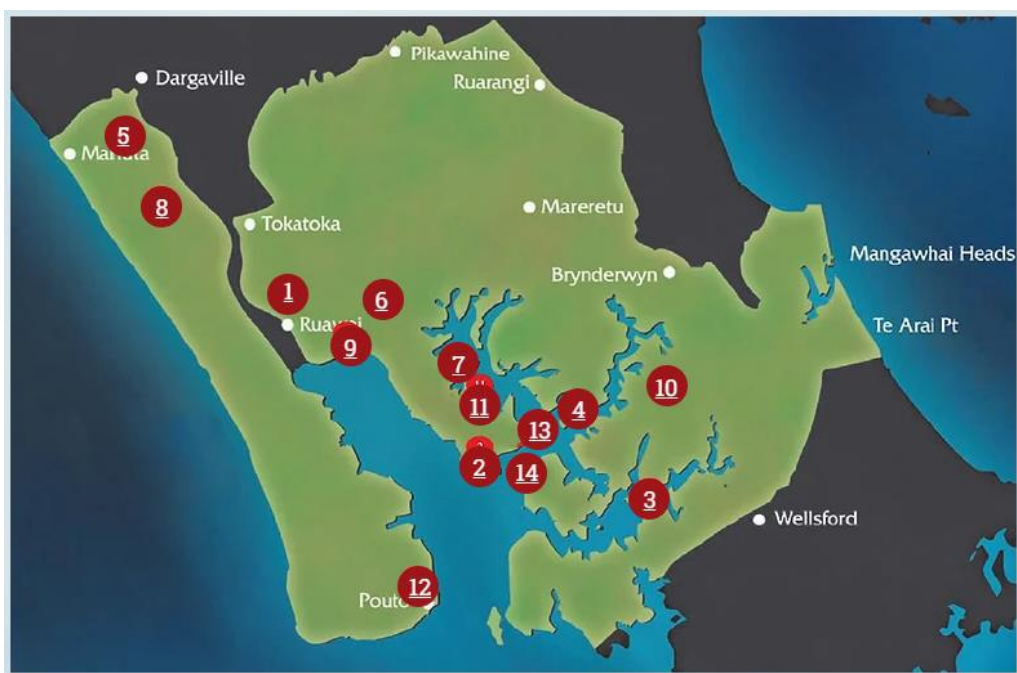 Pikawahine
Dargaville
Ruarangi
5
8
Mareretu
Tokatoka
Mangawhai Heads
Brynderwyn
1
6
Te Arai Pt
9
7
10
11
4
13
2
14
3
Wellsford
12
Pouto